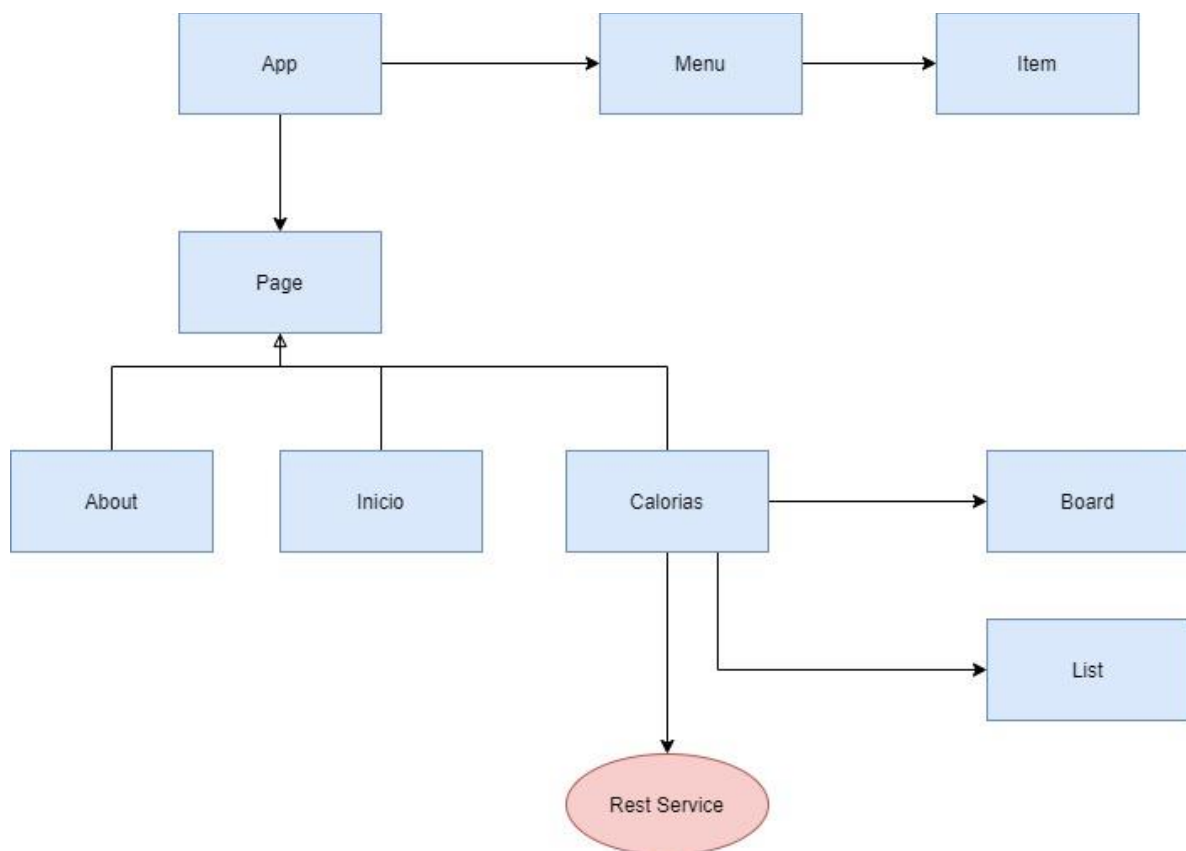 App
Menu
Item
Page
About
Inicio
Calorias
Board
List
Rest Service